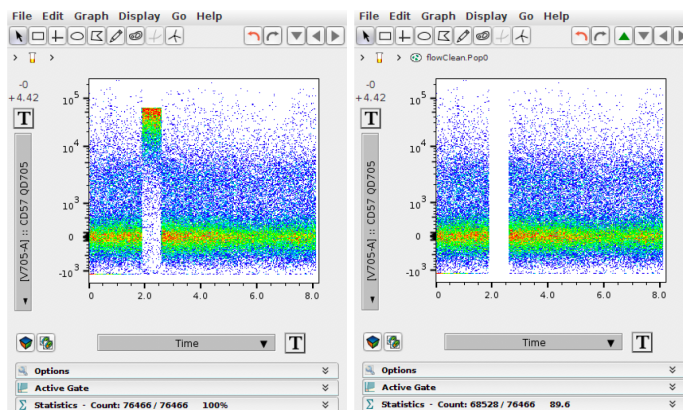 File Edit Graph Display Go Help
> >
-0
+4.42
T
[V705-A] :: CD57 QD705
10^5
10^4
10^3
0
-10^3
0 2.0 4.0 6.0 8.0
Time
T
Options
Active Gate
Statistics - Count: 76466 / 76466 100%
File Edit Graph Display Go Help
> > flowClean.Pop0
-0
+4.42
T
[V705-A] :: CD57 QD705
10^5
10^4
10^3
0
-10^3
0 2.0 4.0 6.0 8.0
Time
T
Options
Active Gate
Statistics - Count: 68528 / 76466 89.6